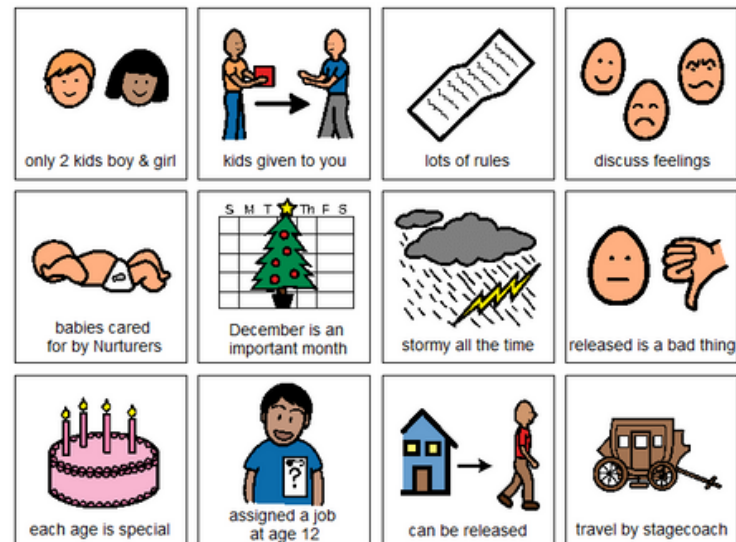 only 2 kids boy & girl
kids given to you
lots of rules
discuss feelings
S M T Th F S
babies cared
for by Nurturers
December is an
important month
stormy all the time
released is a bad thing
each age is special
?
assigned a job
at age 12
can be released
travel by stagecoach